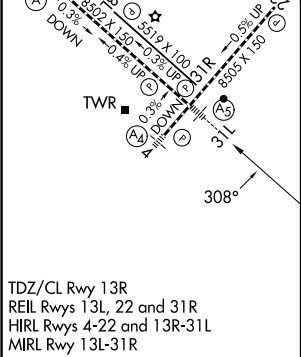 A
0.3%
DOWN
8502 X 150
0.4% UP
5519 X 100
0.3% UP
P
31R
0.5% UP
8505 X 150
2
P
P
P
A5
TWR
0.3%
DOWN
A4
4
31L
308°
TDZ/CL Rwy 13R
REIL Rwys 13L, 22 and 31R
HIRL Rwys 4-22 and 13R-31L
MIRL Rwy 13L-31R